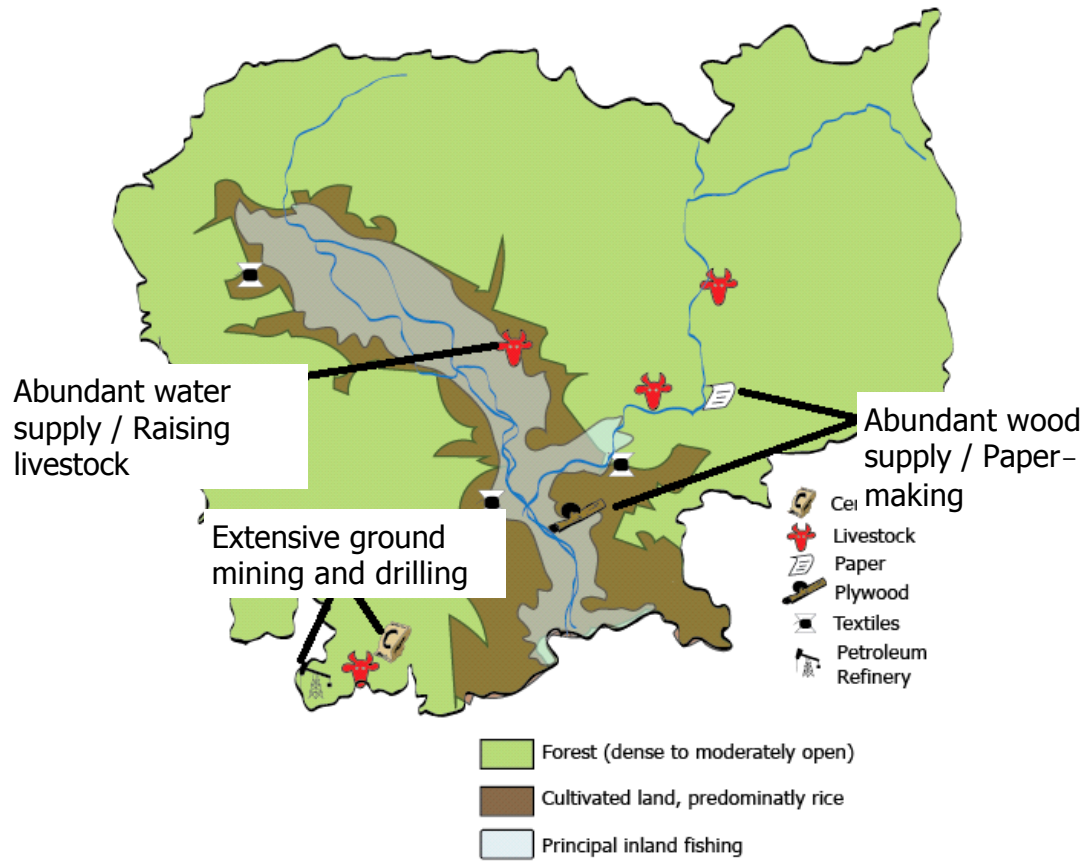 Abundant water
supply / Raising
livestock
Abundant wood
supply / Paper-
making
Extensive ground
mining and drilling
Livestock
Paper
Plywood
Textiles
Petroleum
Refinery
Forest (dense to moderately open)
Cultivated land, predominatly rice
Principal inland fishing
C
C